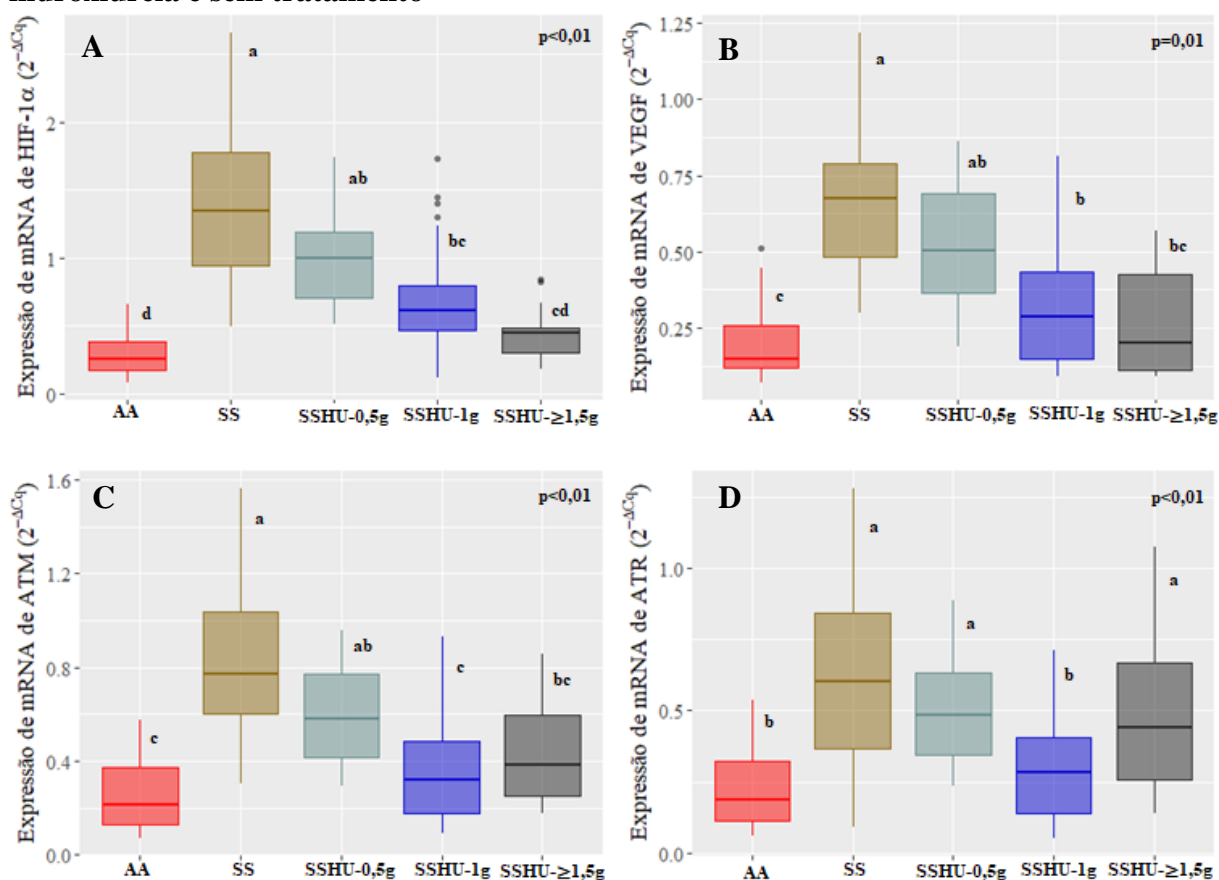 hidroxiureia e sem tratamento
A
p<0,01
Expressão de mRNA de HIF-1α (2^−ΔCq)
2
1
0
d
a
ab
bc
cd
AA
SS
SSHU-0,5g
SSHU-1g
SSHU-≥1,5g
B
p=0,01
Expressão de mRNA de VEGF (2^−ΔCq)
1.25
1.00
0.75
0.50
0.25
c
a
ab
b
bc
AA
SS
SSHU-0,5g
SSHU-1g
SSHU-≥1,5g
C
p<0,01
Expressão de mRNA de ATM (2^−ΔCq)
1.6
1.2
0.8
0.4
0.0
c
a
ab
c
bc
AA
SS
SSHU-0,5g
SSHU-1g
SSHU-≥1,5g
D
p<0,01
Expressão de mRNA de ATR (2^−ΔCq)
1.0
0.5
0.0
b
a
a
b
a
AA
SS
SSHU-0,5g
SSHU-1g
SSHU-≥1,5g